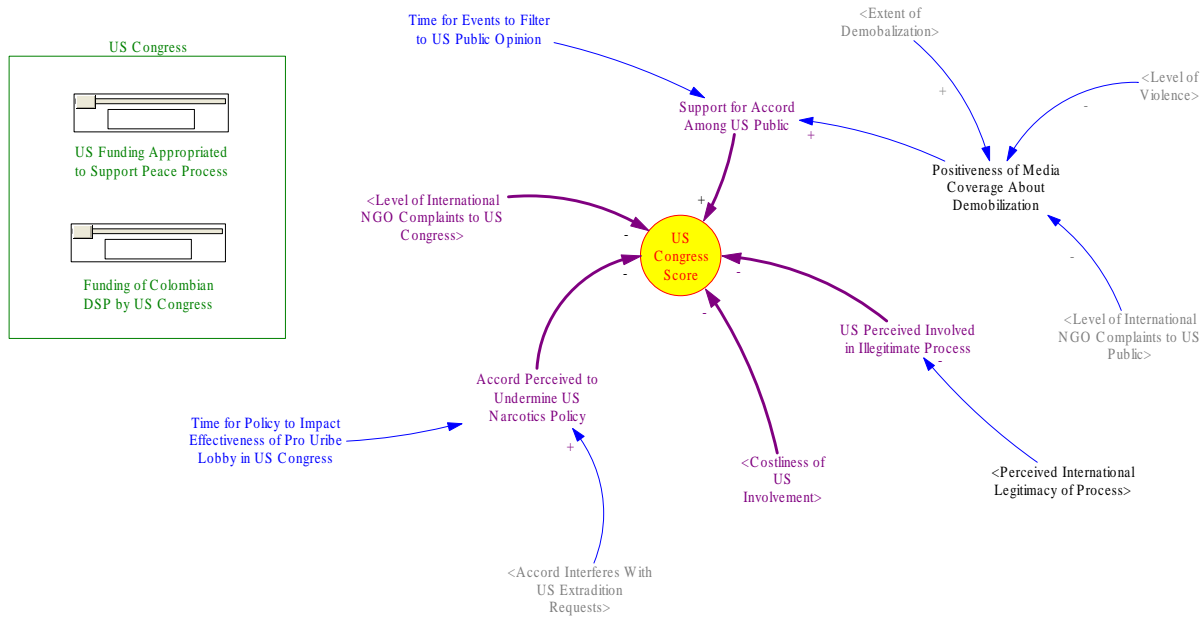 US Congress
US Funding Appropriated
to Support Peace Process
Funding of Colombian
DSP by US Congress
Time for Events to Filter
to US Public Opinion
<Extent of
Demobalization>
<Level of
Violence>
+
-
Support for Accord
Among US Public
+
Positiveness of Media
Coverage About
Demobilization
<Level of International
NGO Complaints to US
Congress>
+
-
US
Congress
Score
-
-
-
-
<Level of International
NGO Complaints to US
Public>
US Perceived Involved
in Illegitimate Process
-
Accord Perceived to
Undermine US
Narcotics Policy
Time for Policy to Impact
Effectiveness of Pro Uribe
Lobby in US Congress
+
<Costliness of
US
Involvement>
<Perceived International
Legitimacy of Process>
<Accord Interferes With
US Extradition
Requests>